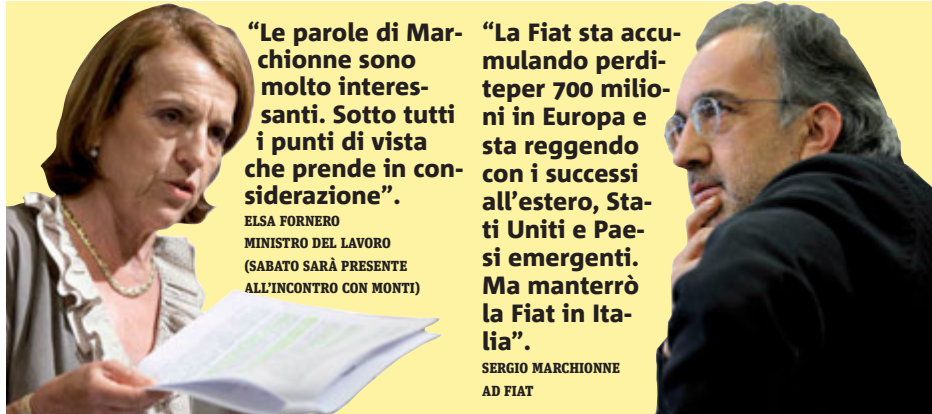 “Le parole di Mar-
chionne sono
molto interes-
santi. Sotto tutti
i punti di vista
che prende in con-
siderazione”.
ELSA FORNERO
MINISTRO DEL LAVORO
(SABATO SARÀ PRESENTE
ALL’INCONTRO CON MONTI)
“La Fiat sta accu-
mulando perdi-
teper 700 milio-
ni in Europa e
sta reggendo
con i successi
all’estero, Sta-
ti Uniti e Pae-
si emergenti.
Ma manterrò
la Fiat in Ita-
lia”.
SERGIO MARCHIONNE
AD FIAT